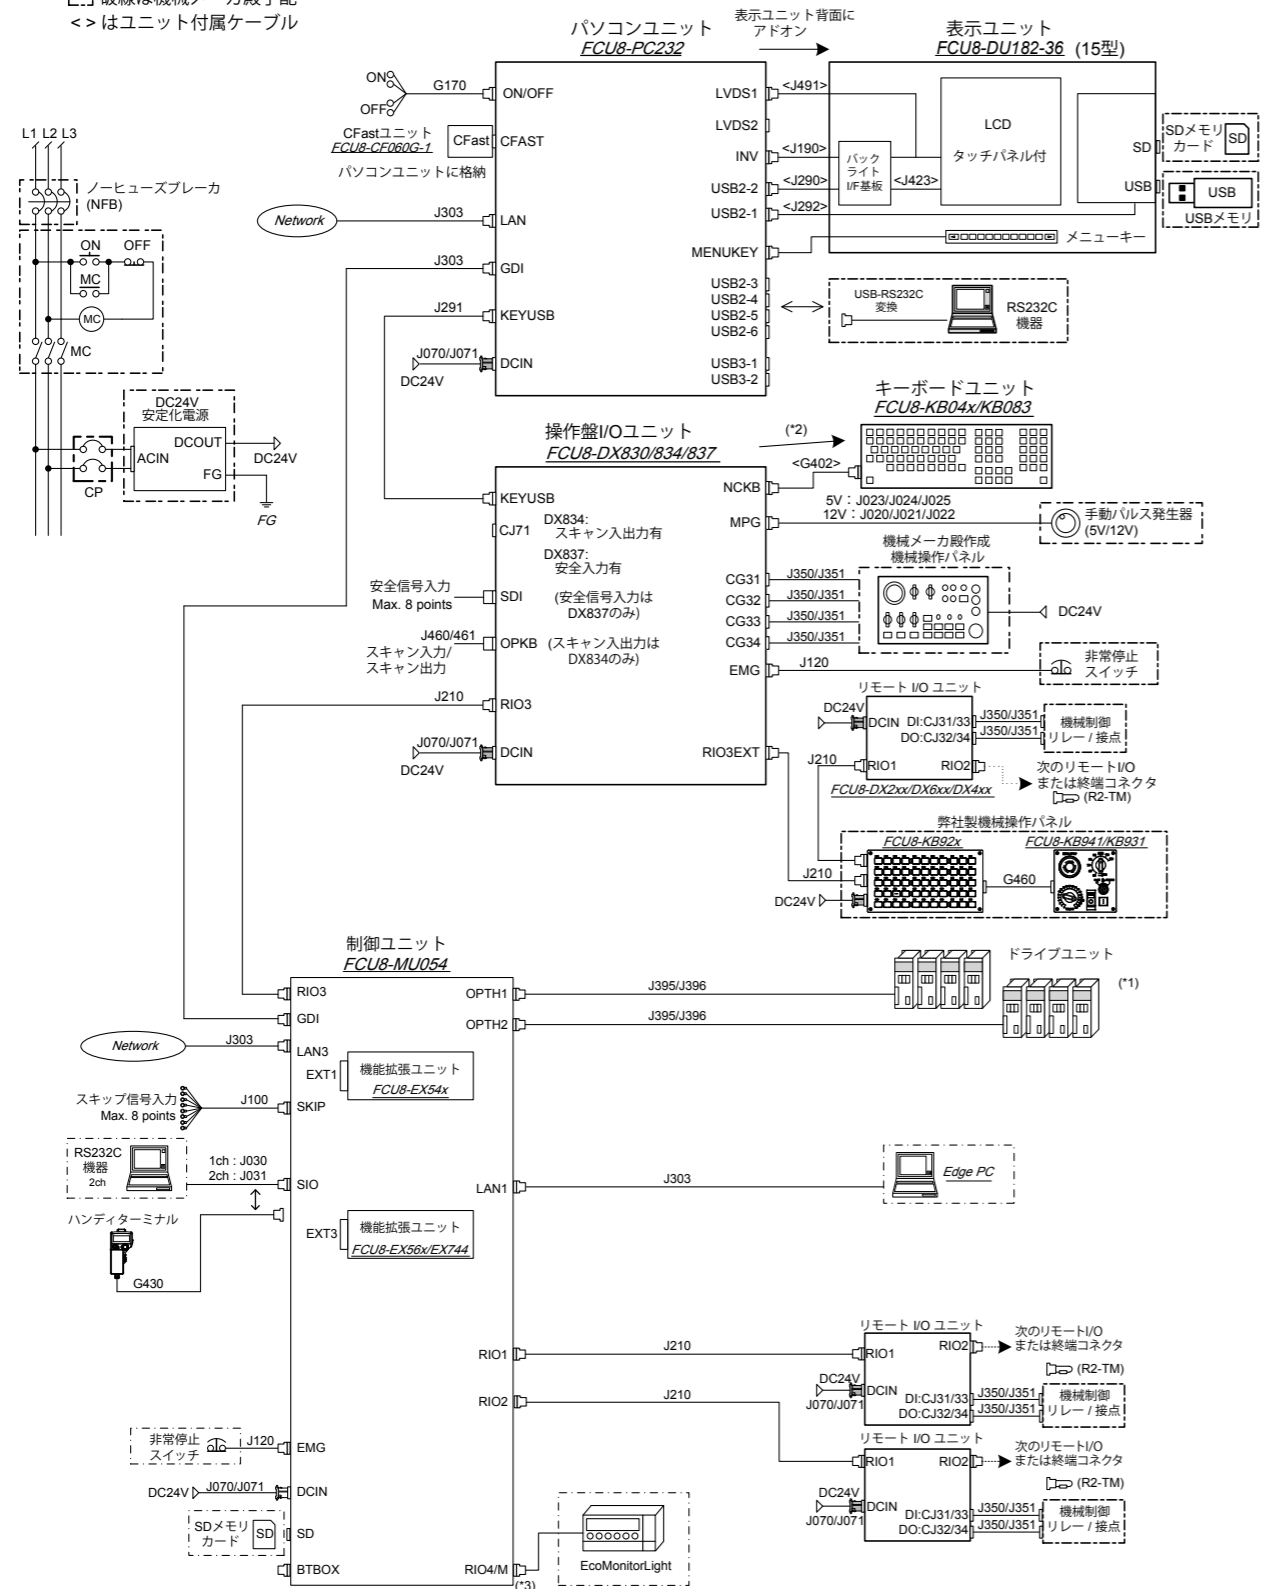 < > はユニット付属ケーブル
パソコンユニット
FCU8-PC232
表示ユニット背面に
アドオン
表示ユニット
FCU8-DU182-36 (15型)
ON
OFF
G170
ON/OFF
CFastユニット
FCU8-CF060G-1
CFast
CFAST
パソコンユニットに格納
Network
J303
LAN
J303
GDI
J291
KEYUSB
J070/J071
DC24V
DCIN
LVDS1
LVDS2
INV
USB2-2
USB2-1
MENUKEY
USB2-3
USB2-4
USB2-5
USB2-6
USB3-1
USB3-2
<J491>
<J190>
<J290>
<J292>
バック
ライト
I/F基板
<J423>
LCD
タッチパネル付
SD
USB
メニューキー
SDメモリ
カード
SD
USB
USBメモリ
USB-RS232C
変換
RS232C
機器
L1 L2 L3
ノーヒューズブレーカ
(NFB)
ON
OFF
MC
MC
MC
DC24V
安定化電源
DCOUT
ACIN
FG
DC24V
CP
FG
操作盤I/Oユニット
FCU8-DX830/834/837
(*2)
キーボードユニット
FCU8-KB04x/KB083
KEYUSB
CJ71
DX834:
スキャン入出力有
DX837:
安全入力有
安全信号入力
Max. 8 points
SDI
(安全信号入力は
DX837のみ)
J460/461
スキャン入力/
スキャン出力
OPKB
(スキャン入出力は
DX834のみ)
J210
RIO3
J070/J071
DC24V
DCIN
NCKB
MPG
CG31
CG32
CG33
CG34
EMG
RIO3EXT
<G402>
5V：J023/J024/J025
12V：J020/J021/J022
手動パルス発生器
(5V/12V)
機械メーカ殿作成
機械操作パネル
J350/J351
J350/J351
J350/J351
J350/J351
DC24V
J120
非常停止
スイッチ
リモート I/O ユニット
DC24V
DCIN
DI:CJ31/33
DO:CJ32/34
J350/J351
J350/J351
機械制御
リレー / 接点
J210
RIO1
RIO2
FCU8-DX2xx/DX6xx/DX4xx
次のリモートI/O
または終端コネクタ
(R2-TM)
弊社製機械操作パネル
FCU8-KB92x
FCU8-KB941/KB931
J210
DC24V
G460
制御ユニット
FCU8-MU054
RIO3
GDI
Network
J303
LAN3
EXT1
機能拡張ユニット
FCU8-EX54x
スキップ信号入力
Max. 8 points
J100
SKIP
RS232C
機器
2ch
1ch : J030
2ch : J031
SIO
ハンディターミナル
G430
EXT3
機能拡張ユニット
FCU8-EX56x/EX744
OPTH1
OPTH2
J395/J396
J395/J396
ドライブユニット
(*1)
LAN1
J303
Edge PC
RIO1
J210
RIO2
J210
リモート I/O ユニット
RIO1
RIO2
次のリモートI/O
または終端コネクタ
(R2-TM)
DC24V
J070/J071
DCIN
DI:CJ31/33
DO:CJ32/34
J350/J351
J350/J351
機械制御
リレー / 接点
リモート I/O ユニット
RIO1
RIO2
次のリモートI/O
または終端コネクタ
(R2-TM)
DC24V
J070/J071
DCIN
DI:CJ31/33
DO:CJ32/34
J350/J351
J350/J351
機械制御
リレー / 接点
非常停止
スイッチ
J120
EMG
DC24V
J070/J071
DCIN
SDメモリ
カード
SD
SD
BTBOX
RIO4/M
(*3)
EcoMonitorLight